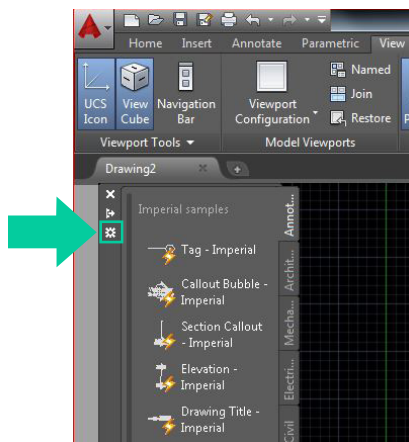 Home Insert Annotate Parametric View
UCS
Icon
View
Cube
Navigation
Bar
Viewport
Configuration
Named
Join
Restore
Viewport Tools
Model Viewports
Drawing2
Imperial samples
Tag - Imperial
Callout Bubble -
Imperial
Section Callout
- Imperial
Elevation -
Imperial
Drawing Title -
Imperial
Annot...
Archit...
Mecha...
Electri...
Civil